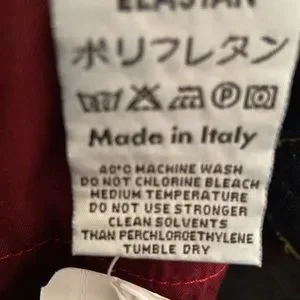 ELASTAN
ポリフレタン
P
Made in Italy
40°C MACHINE WASH
DO NOT CHLORINE BLEACH
MEDIUM TEMPERATURE
DO NOT USE STRONGER
CLEAN SOLVENTS
THAN PERCHLORGETHYLENE
TUMBLE DRY